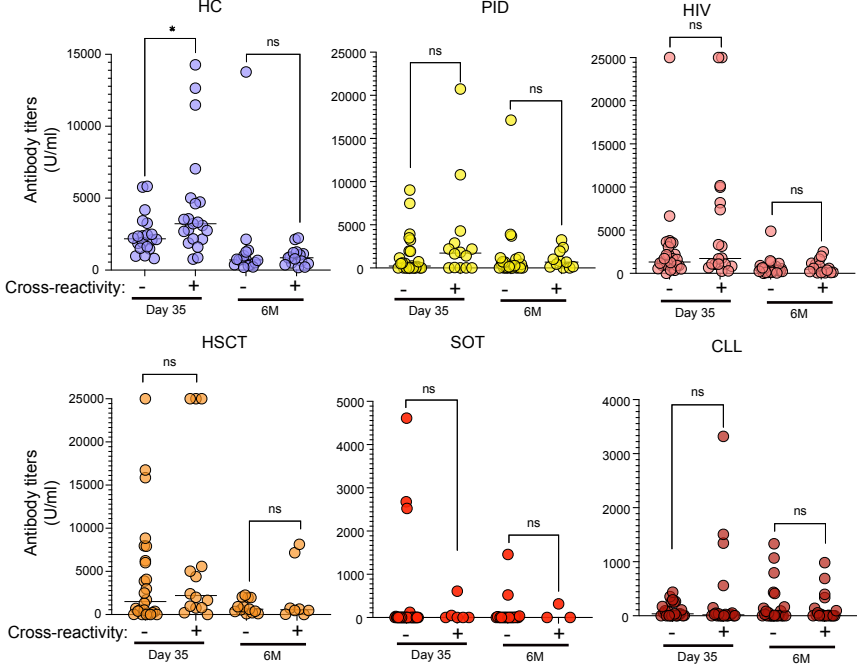 HC
PID
HIV
*
ns
ns
ns
ns
ns
Antibody titers
(U/ml)
15000
10000
5000
0
25000
20000
15000
10000
5000
0
25000
20000
15000
10000
5000
0
Cross-reactivity: - + - +
- + - +
- + - +
Day 35 6M
Day 35 6M
Day 35 6M
HSCT
SOT
CLL
ns
ns
ns
ns
ns
ns
Antibody titers
(U/ml)
25000
20000
15000
10000
5000
0
5000
4000
3000
2000
1000
0
4000
3000
2000
1000
0
Cross-reactivity: - + - +
- + - +
- + - +
Day 35 6M
Day 35 6M
Day 35 6M